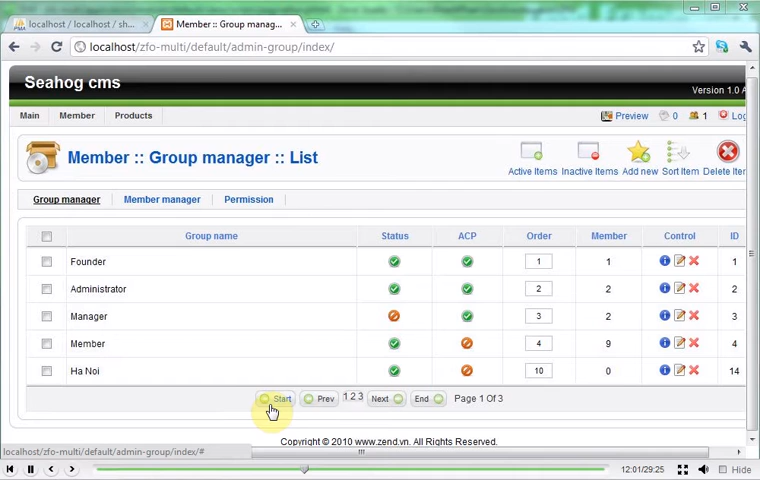 localhost / localhost / sh...
Member :: Group manag...
localhost/zfo-multi/default/admin-group/index/
Seahog cms
Version 1.0 A
Main Member Products
Preview 0 1 Log
Member :: Group manager :: List
Active Items Inactive Items Add new Sort Item Delete Iter
Group manager Member manager Permission
Group name Status ACP Order Member Control ID
Founder 1 1 1
Administrator 2 2 2
Manager 3 2 3
Member 4 9 4
Ha Noi 10 0 14
Start Prev 1 2 3 Next End Page 1 Of 3
Copyright © 2010 www.zend.vn. All Rights Reserved.
localhost/zfo-multi/default/admin-group/index/#
12:01/29:25 Hide